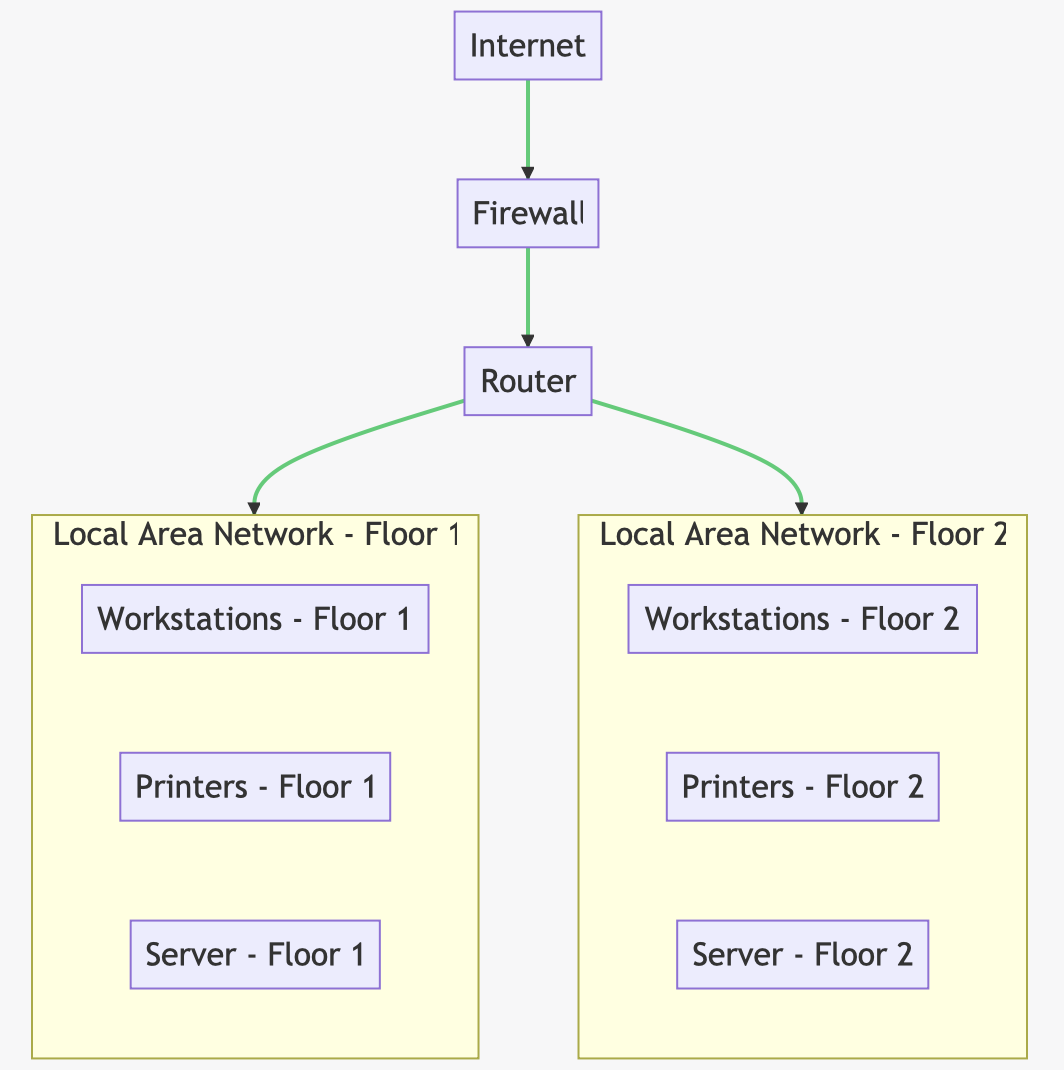 Internet
Firewall
Router
Local Area Network - Floor 1
Workstations - Floor 1
Printers - Floor 1
Server - Floor 1
Local Area Network - Floor 2
Workstations - Floor 2
Printers - Floor 2
Server - Floor 2